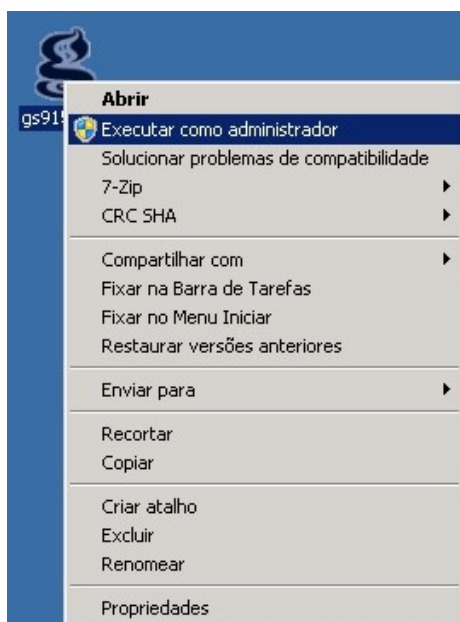 gs91
Abrir
Executar como administrador
Solucionar problemas de compatibilidade
7-Zip
CRC SHA
Compartilhar com
Fixar na Barra de Tarefas
Fixar no Menu Iniciar
Restaurar versões anteriores
Enviar para
Recortar
Copiar
Criar atalho
Excluir
Renomear
Propriedades